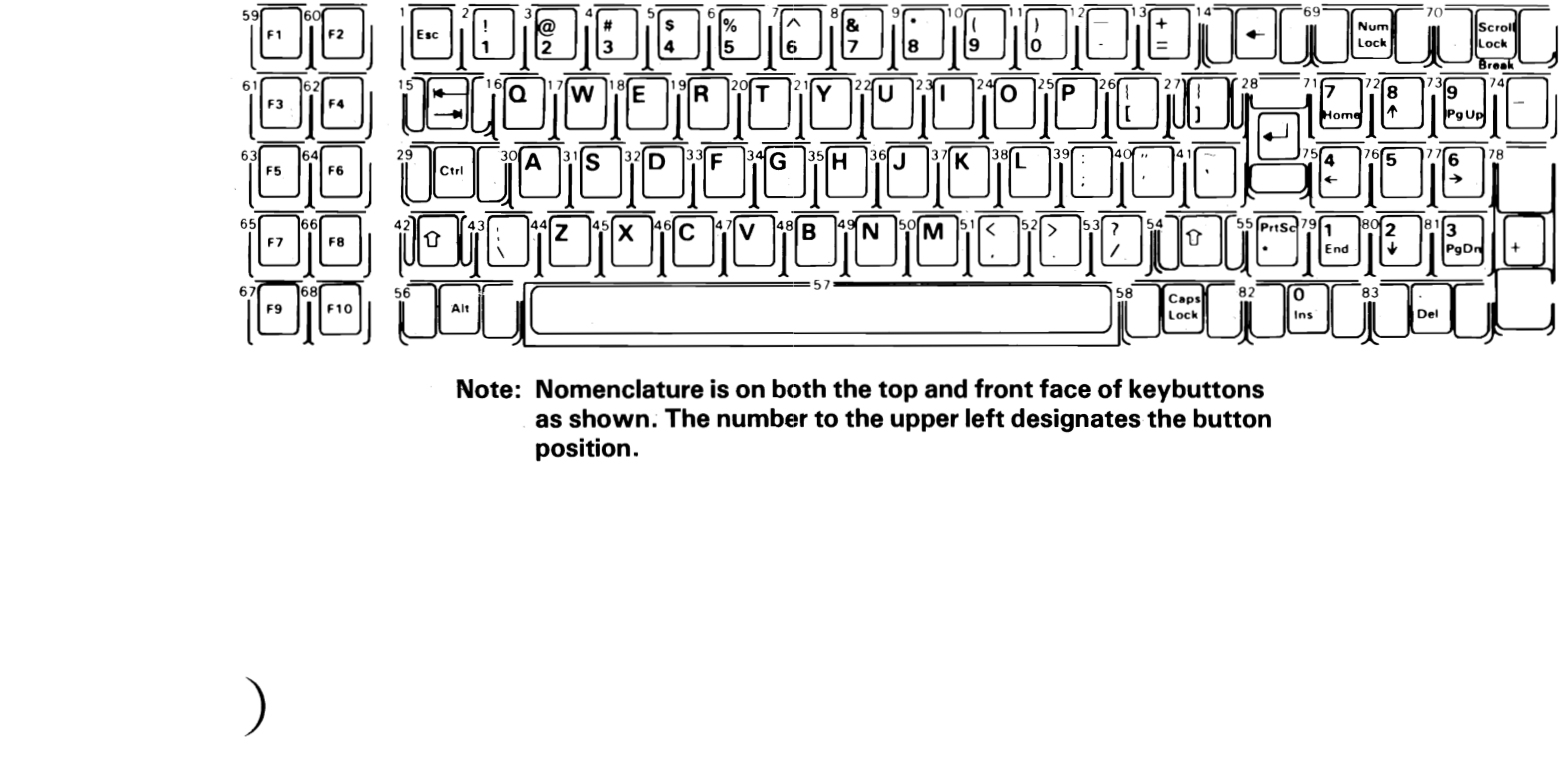 59 60 1 2 3 4 5 6 7 8 9 10 11 12 13 14 69 70
F1 F2 Esc ! 1 @ 2 # 3 $ 4 % 5 ^ 6 & 7 * 8 ( 9 ) 0 _ - + = ← Num Lock Scroll Lock Break
61 62 15 16 17 18 19 20 21 22 23 24 25 26 27 28 71 72 73 74
F3 F4 ⇤ ⇥ Q W E R T Y U I O P { [ } ] ↵ 7 Home 8 ↑ 9 PgUp −
63 64 29 30 31 32 33 34 35 36 37 38 39 40 41 75 76 77 78
F5 F6 Ctrl A S D F G H J K L : ; " ' ~ ` 4 ← 5 6 → +
65 66 42 43 44 45 46 47 48 49 50 51 52 53 54 55 79 80 81
F7 F8 ⇧ | \ Z X C V B N M < , > . ? / ⇧ PrtSc * 1 End 2 ↓ 3 PgDn
67 68 56 57 58 82 83
F9 F10 Alt Caps Lock 0 Ins . Del
Note: Nomenclature is on both the top and front face of keybuttons
as shown. The number to the upper left designates the button
position.
)